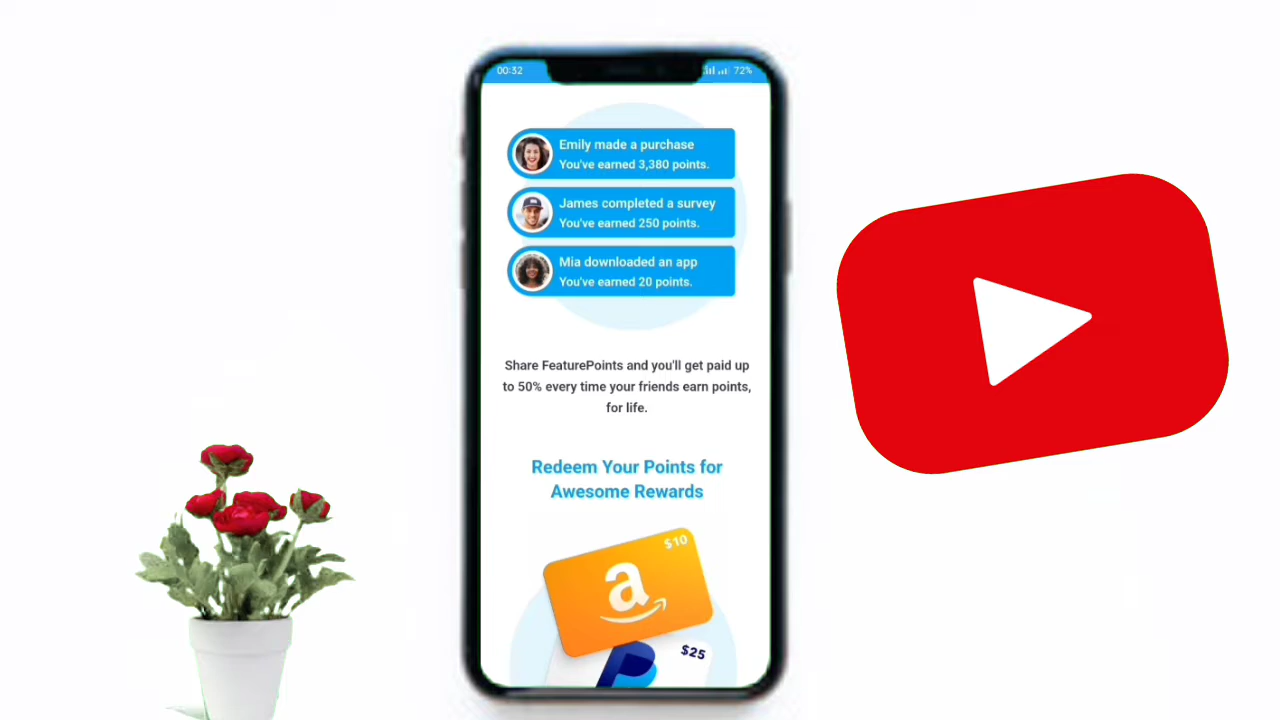 00:32
72%
Emily made a purchase
You've earned 3,380 points.
James completed a survey
You've earned 250 points.
Mia downloaded an app
You've earned 20 points.
Share FeaturePoints and you'll get paid up
to 50% every time your friends earn points,
for life.
Redeem Your Points for
Awesome Rewards
$10
a
$25
P